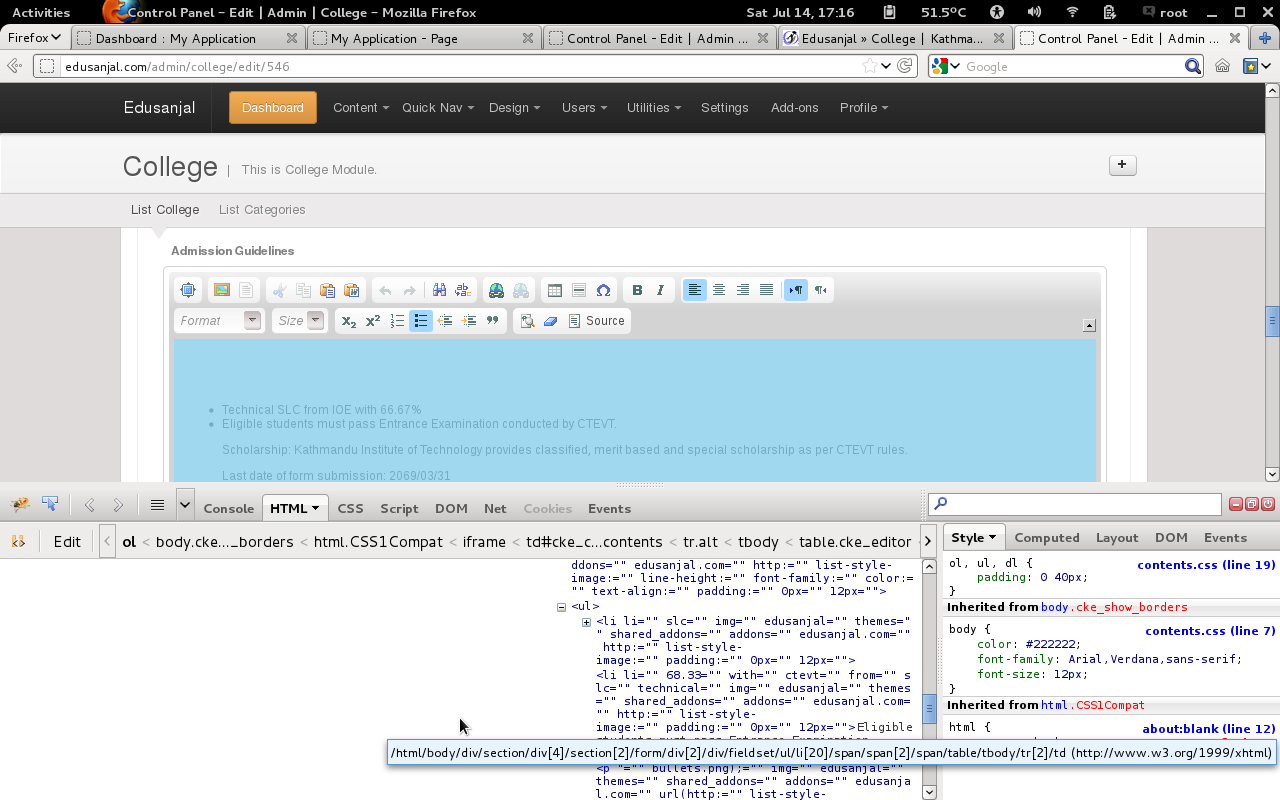 Activities Control Panel - Edit | Admin | College - Mozilla Firefox Sat Jul 14, 17:16 51.5ºC root
Firefox Dashboard : My Application My Application - Page Control Panel - Edit | Admin ... Edusanjal » College | Kathma... Control Panel - Edit | Admin ...
edusanjal.com/admin/college/edit/546 Google
Edusanjal Dashboard Content Quick Nav Design Users Utilities Settings Add-ons Profile
College | This is College Module. +
List College List Categories
Admission Guidelines
B I
Format Size X2 X2 Source
• Technical SLC from IOE with 66.67%
• Eligible students must pass Entrance Examination conducted by CTEVT.
Scholarship: Kathmandu Institute of Technology provides classified, merit based and special scholarship as per CTEVT rules.
Last date of form submission: 2069/03/31
Console HTML CSS Script DOM Net Cookies Events
Edit < ol < body.cke..._borders < html.CSS1Compat < iframe < td#cke_c...contents < tr.alt < tbody < table.cke_editor >
ddons="" edusanjal.com="" http:="" list-style-
image:="" line-height:="" font-family:="" color:=
"" text-align:="" padding:="" 0px="" 12px="">
<ul>
<li li="" slc="" img="" edusanjal="" themes="
" shared_addons="" addons="" edusanjal.com=""
http:="" list-style-
image:="" padding:="" 0px="" 12px="">
<li li="" 68.33="" with="" ctevt="" from="" s
lc="" technical="" img="" edusanjal="" themes
="" shared_addons="" addons="" edusanjal.com=
"" http:="" list-style-
image:="" padding:="" 0px="" 12px="">Eligible
students must pass Entrance Examination
<p "="" bullets.png);="" img="" edusanjal=""
themes="" shared_addons="" addons="" edusanja
l.com="" url(http:="" list-style-
Style Computed Layout DOM Events
ol, ul, dl { contents.css (line 19)
padding: 0 40px;
}
Inherited from body.cke_show_borders
body { contents.css (line 7)
color: #222222;
font-family: Arial,Verdana,sans-serif;
font-size: 12px;
}
Inherited from html.CSS1Compat
html { about:blank (line 12)
/html/body/div/section/div[4]/section[2]/form/div[2]/div/fieldset/ul/li[20]/span/span[2]/span/table/tbody/tr[2]/td (http://www.w3.org/1999/xhtml)